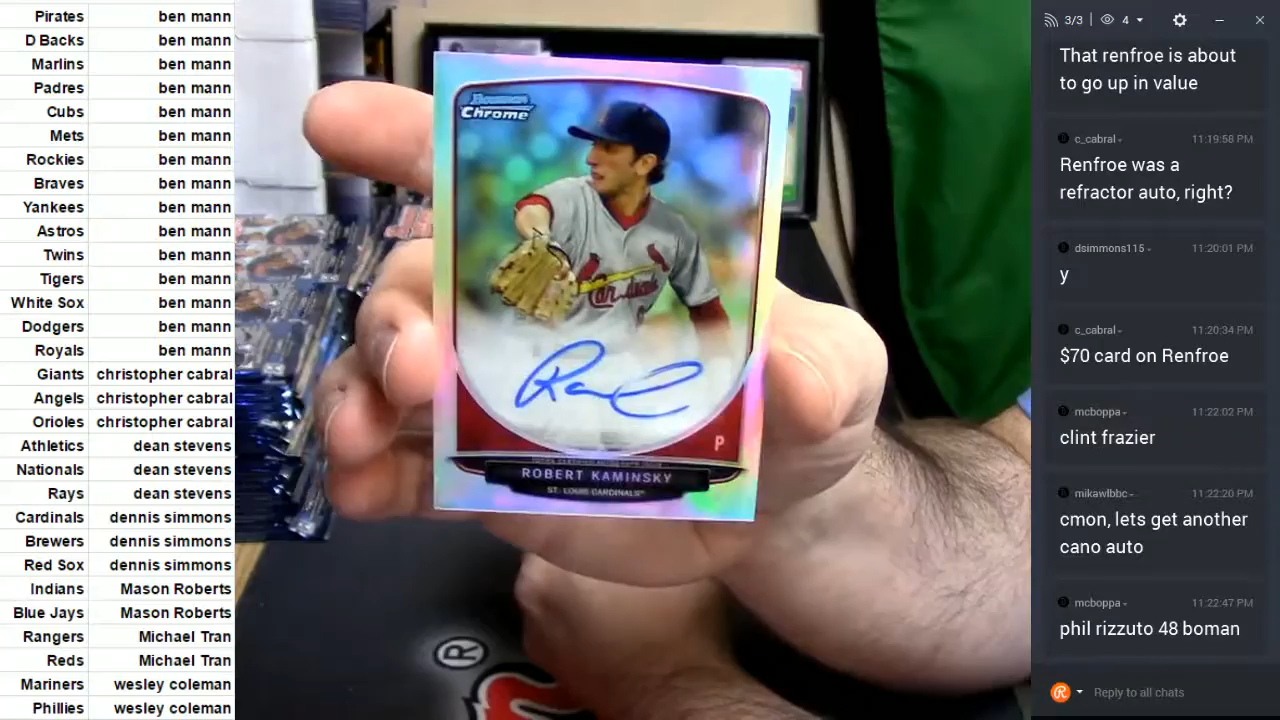 Pirates ben mann
D Backs ben mann
Marlins ben mann
Padres ben mann
Cubs ben mann
Mets ben mann
Rockies ben mann
Braves ben mann
Yankees ben mann
Astros ben mann
Twins ben mann
Tigers ben mann
White Sox ben mann
Dodgers ben mann
Royals ben mann
Giants christopher cabral
Angels christopher cabral
Orioles christopher cabral
Athletics dean stevens
Nationals dean stevens
Rays dean stevens
Cardinals dennis simmons
Brewers dennis simmons
Red Sox dennis simmons
Indians Mason Roberts
Blue Jays Mason Roberts
Rangers Michael Tran
Reds Michael Tran
Mariners wesley coleman
Phillies wesley coleman
Bowman
Chrome
Cardinals
P
ROBERT KAMINSKY
ST. LOUIS CARDINALS
®
3/3 4
That renfroe is about
to go up in value
c_cabral 11:19:58 PM
Renfroe was a
refractor auto, right?
dsimmons115 11:20:01 PM
y
c_cabral 11:20:34 PM
$70 card on Renfroe
mcboppa 11:22:02 PM
clint frazier
mikawlbbc 11:22:20 PM
cmon, lets get another
cano auto
mcboppa 11:22:47 PM
phil rizzuto 48 boman
Reply to all chats